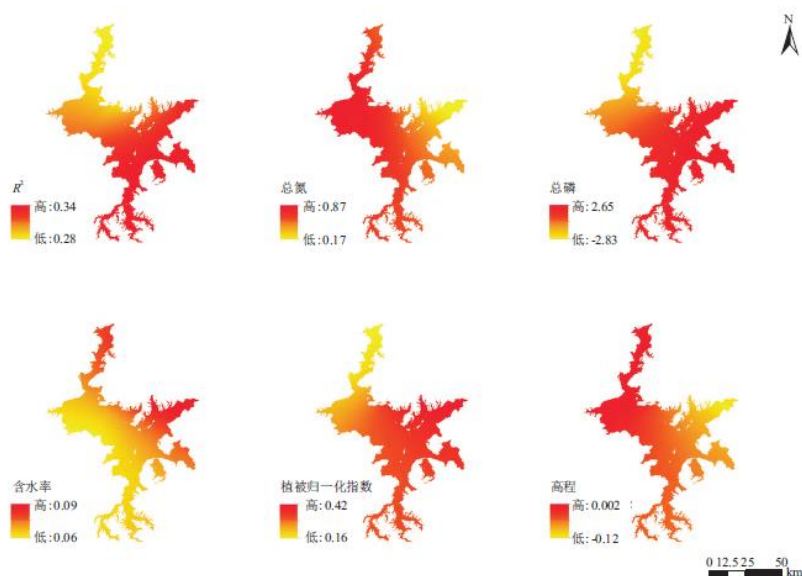 N
R²
高:0.34
低:0.28
总氮
高:0.87
低:0.17
总磷
高:2.65
低:-2.83
含水率
高:0.09
低:0.06
植被归一化指数
高:0.42
低:0.16
高程
高:0.002
低:-0.12
0 12.5 25 50
km